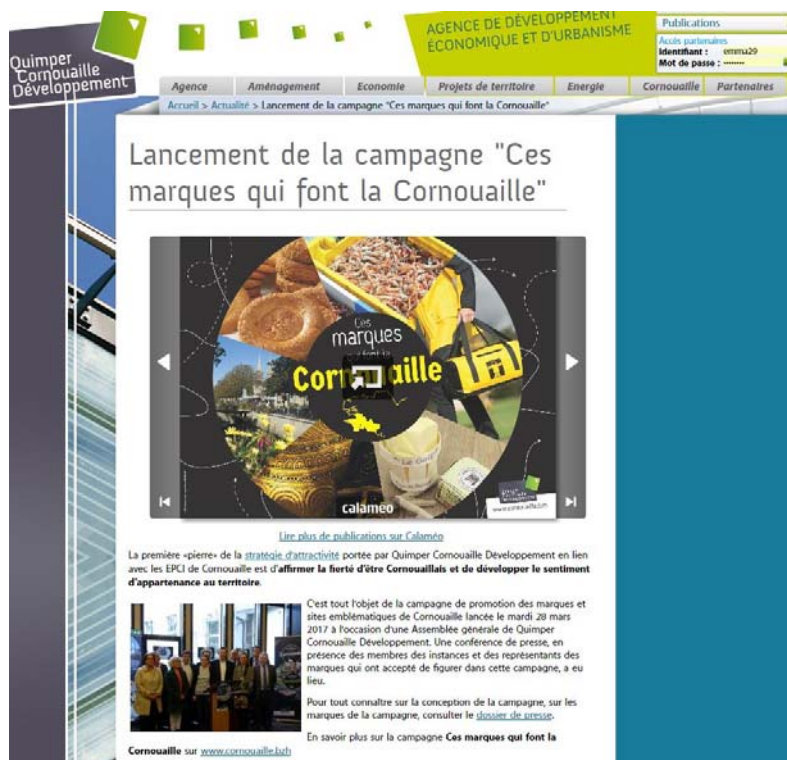 Quimper
Cornouaille
Développement
AGENCE DE DÉVELOPPEMENT
ÉCONOMIQUE ET D'URBANISME
Publications
Accès partenaires
Identifiant : emma29
Mot de passe : ········
Agence Aménagement Economie Projets de territoire Energie Cornouaille Partenaires
Accueil > Actualité > Lancement de la campagne "Ces marques qui font la Cornouaille"
Lancement de la campagne "Ces
marques qui font la Cornouaille"
Ces
marques
calaméo
Lire plus de publications sur Calaméo
La première «pierre» de la stratégie d'attractivité portée par Quimper Cornouaille Développement en lien
avec les EPCI de Cornouaille est d'affirmer la fierté d'être Cornouaillais et de développer le sentiment
d'appartenance au territoire.
C'est tout l'objet de la campagne de promotion des marques et
sites emblématiques de Cornouaille lancée le mardi 28 mars
2017 à l'occasion d'une Assemblée générale de Quimper
Cornouaille Développement. Une conférence de presse, en
présence des membres des instances et des représentants des
marques qui ont accepté de figurer dans cette campagne, a eu
lieu.
Pour tout connaître sur la conception de la campagne, sur les
marques de la campagne, consulter le dossier de presse.
En savoir plus sur la campagne Ces marques qui font la
Cornouaille sur www.cornouaille.bzh